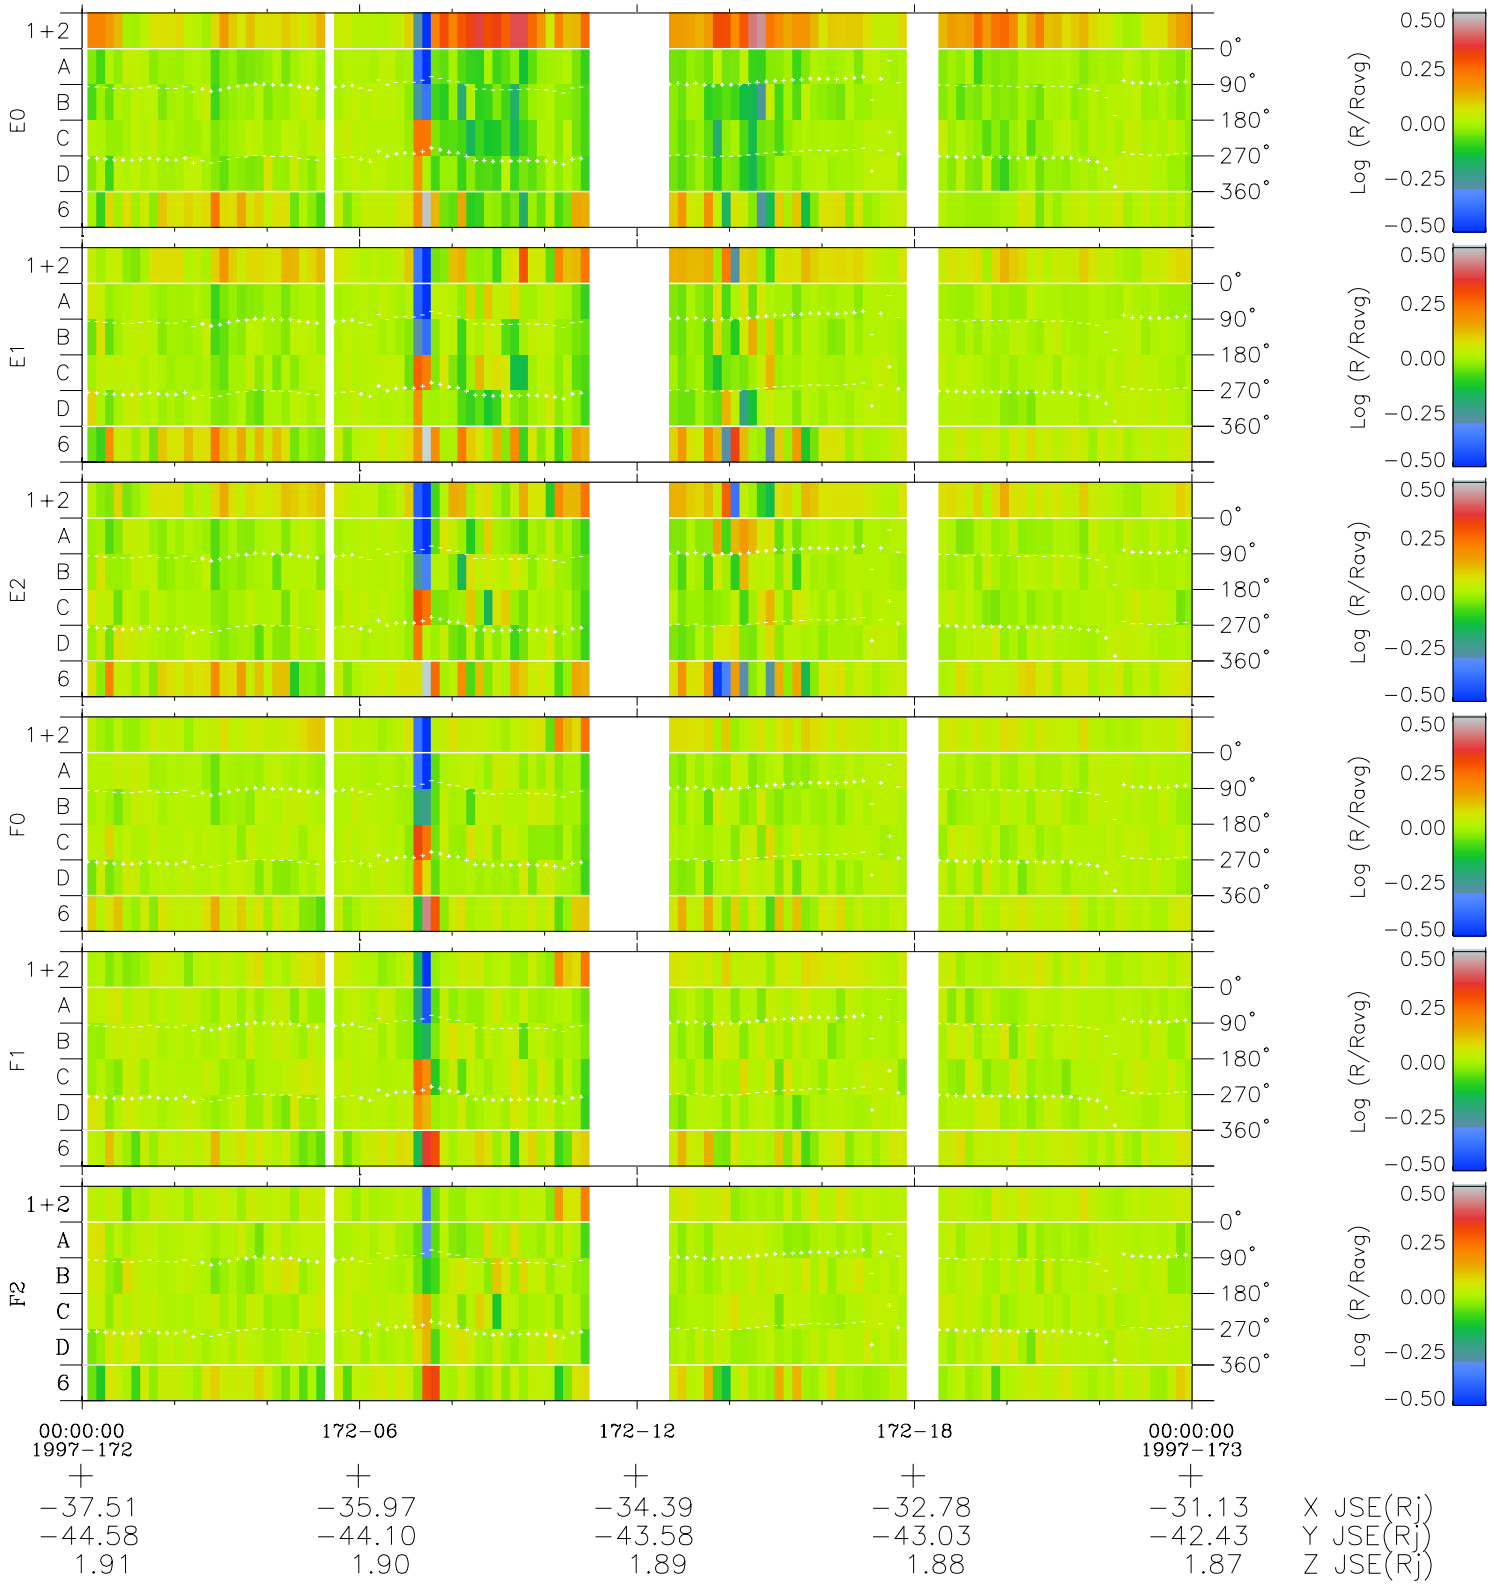 E0
1+2
A
B
C
D
6
0°
90°
180°
270°
360°
Log (R/Ravg)
0.50
0.25
0.00
−0.25
−0.50
E1
1+2
A
B
C
D
6
0°
90°
180°
270°
360°
Log (R/Ravg)
0.50
0.25
0.00
−0.25
−0.50
E2
1+2
A
B
C
D
6
0°
90°
180°
270°
360°
Log (R/Ravg)
0.50
0.25
0.00
−0.25
−0.50
F0
1+2
A
B
C
D
6
0°
90°
180°
270°
360°
Log (R/Ravg)
0.50
0.25
0.00
−0.25
−0.50
F1
1+2
A
B
C
D
6
0°
90°
180°
270°
360°
Log (R/Ravg)
0.50
0.25
0.00
−0.25
−0.50
F2
1+2
A
B
C
D
6
0°
90°
180°
270°
360°
Log (R/Ravg)
0.50
0.25
0.00
−0.25
−0.50
00:00:00 172−06 172−12 172−18 00:00:00
1997−172 1997−173
−37.51 −35.97 −34.39 −32.78 −31.13 X JSE(Rj)
−44.58 −44.10 −43.58 −43.03 −42.43 Y JSE(Rj)
1.91 1.90 1.89 1.88 1.87 Z JSE(Rj)